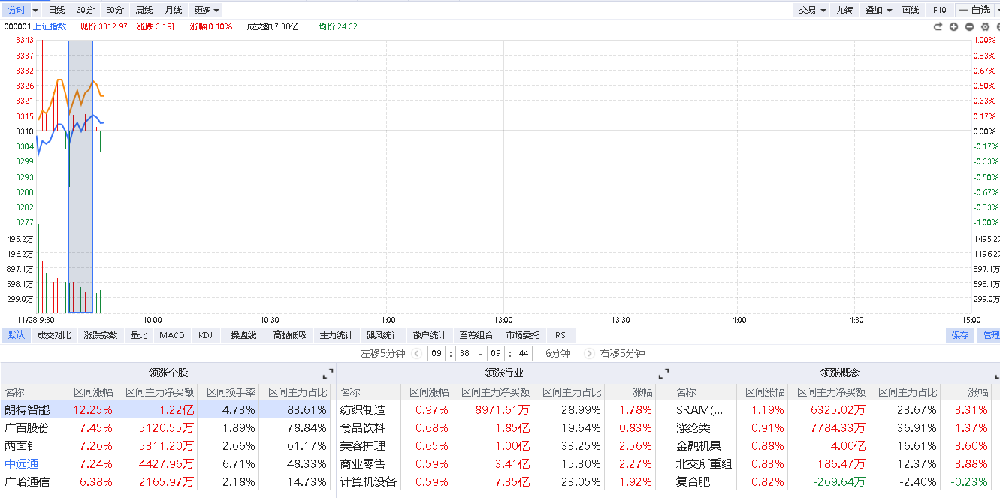 分时 日线 30分 60分 周线 月线 更多 交易 九转 叠加 画线 F10 自选
000001 上证指数 现价 3312.97 涨跌 3.19↑ 涨幅 0.10% 成交额 7.38亿 均价 24.32
3343 1.00%
3337 0.83%
3332 0.67%
3326 0.50%
3321 0.33%
3315 0.17%
3310 0.00%
3304 -0.17%
3299 -0.33%
3293 -0.50%
3288 -0.67%
3282 -0.83%
3277 -1.00%
1495.2万 1495.2万
1196.2万 1196.2万
897.1万 897.1万
598.1万 598.1万
299.0万 299.0万
11/28 9:30 10:00 10:30 11:00 13:00 13:30 14:00 14:30 15:00
默认 成交对比 涨跌家数 量比 MACD KDJ 操盘线 高抛低吸 主力统计 跟风统计 散户统计 至尊组合 市场委托 RSI 保存 管理
左移5分钟 09 : 38 - 09 : 44 6分钟 右移5分钟
领涨个股 领涨行业 领涨概念
名称 区间涨幅 区间主力净买额 区间换手率 区间主力占比 名称 区间涨幅 区间主力净买额 区间主力占比 涨幅 名称 区间涨幅 区间主力净买额 区间主力占比 涨幅
朗特智能 12.25% 1.22亿 4.73% 83.61% 纺织制造 0.97% 8971.61万 28.99% 1.78% SRAM(... 1.19% 6325.02万 23.67% 3.31%
广百股份 7.45% 5120.55万 1.89% 78.84% 食品饮料 0.68% 1.85亿 19.64% 0.83% 涤纶类 0.91% 7784.33万 36.91% 1.37%
两面针 7.26% 5311.20万 2.66% 61.17% 美容护理 0.65% 1.00亿 33.25% 2.56% 金融机具 0.88% 4.00亿 16.61% 3.60%
中远通 7.24% 4427.96万 6.71% 48.33% 商业零售 0.59% 3.41亿 15.30% 2.27% 北交所重组 0.83% 186.47万 12.37% 3.88%
广哈通信 6.38% 2165.97万 2.18% 14.73% 计算机设备 0.59% 7.35亿 23.05% 1.92% 复合肥 0.82% -269.64万 -2.40% -0.23%